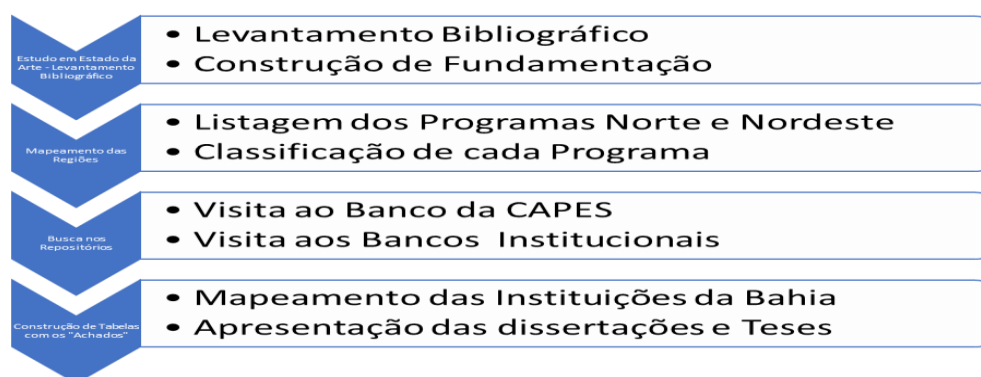 Estudo em Estado da
Arte - Levantamento
Bibliográfico
• Levantamento Bibliográfico
• Construção de Fundamentação
Mapeamento das
Regiões
• Listagem dos Programas Norte e Nordeste
• Classificação de cada Programa
Busca nos
Repositórios
• Visita ao Banco da CAPES
• Visita aos Bancos  Institucionais
Construção de Tabelas
com os "Achados"
• Mapeamento das Instituições da Bahia
• Apresentação das dissertações e Teses